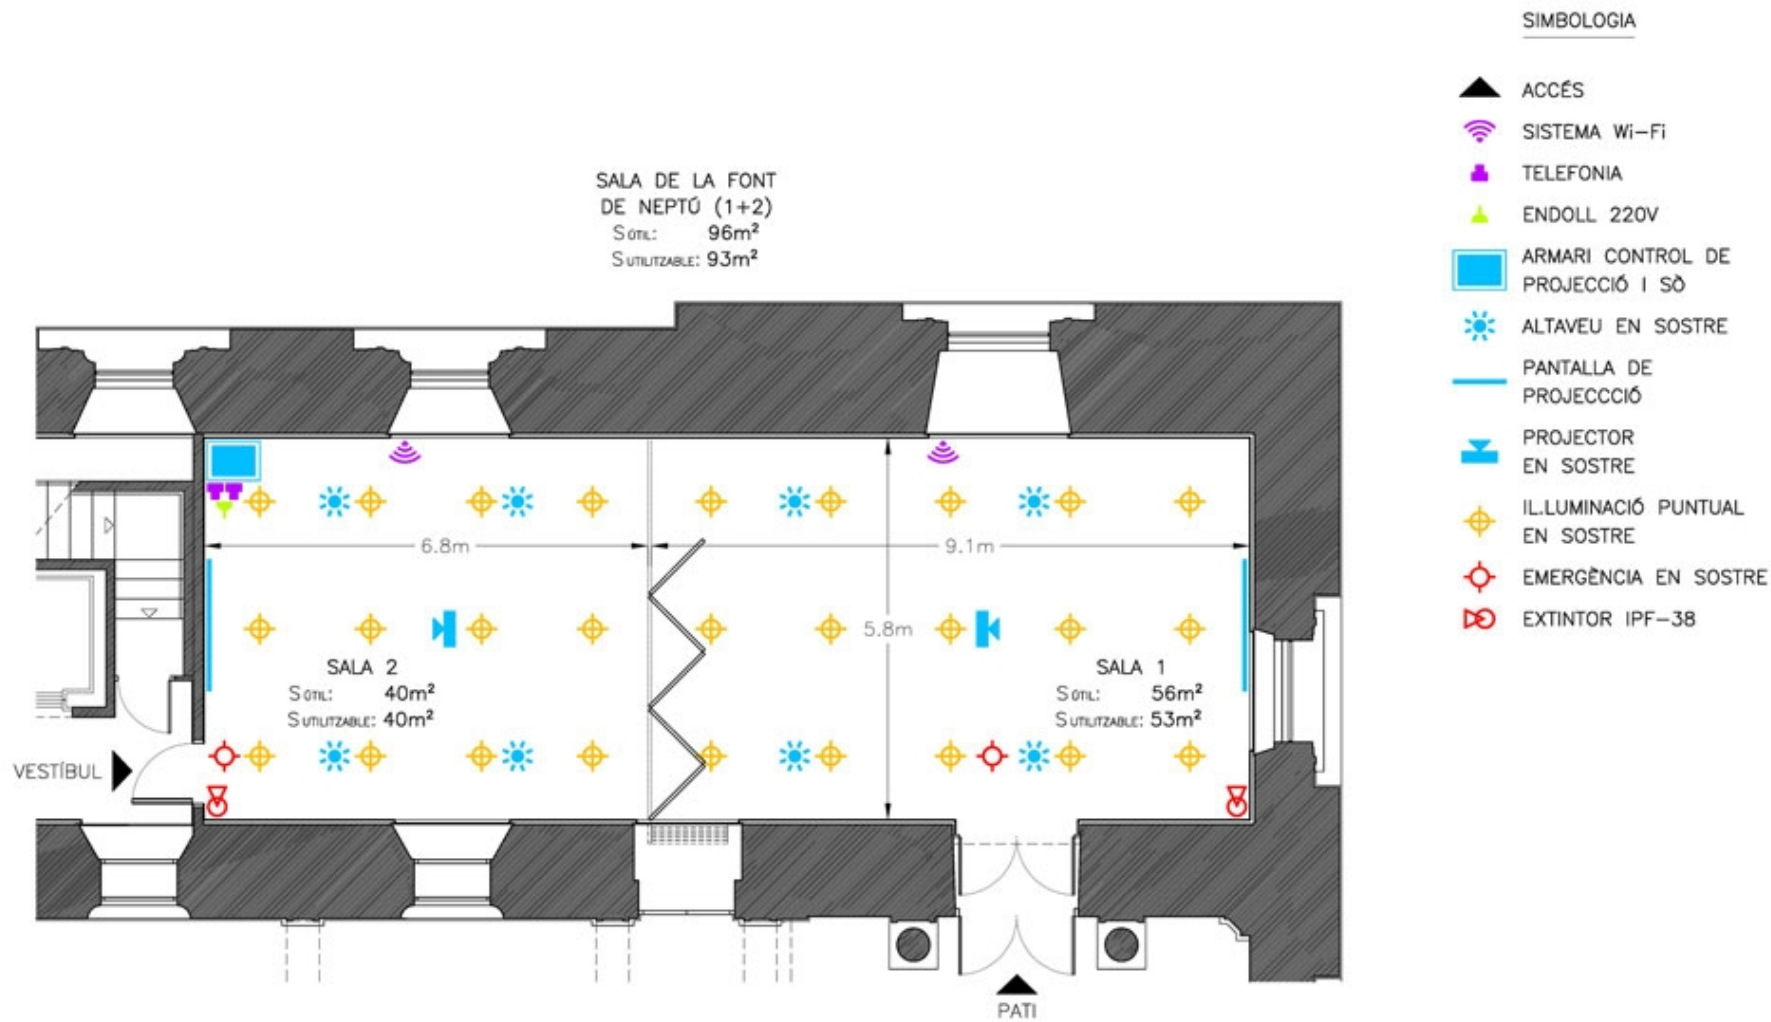 SIMBOLOGIA
ACCÉS
SISTEMA Wi-Fi
TELEFONIA
ENDOLL 220V
ARMARI CONTROL DE
PROJECCIÓ I SÒ
ALTAVEU EN SOSTRE
PANTALLA DE
PROJECCCIÓ
PROJECTOR
EN SOSTRE
IL.LUMINACIÓ PUNTUAL
EN SOSTRE
EMERGÈNCIA EN SOSTRE
EXTINTOR IPF-38
SALA DE LA FONT
DE NEPTÚ (1+2)
SÚTIL: 96m²
SUTILITZABLE: 93m²
6.8m
9.1m
5.8m
SALA 2
SÚTIL: 40m²
SUTILITZABLE: 40m²
SALA 1
SÚTIL: 56m²
SUTILITZABLE: 53m²
VESTÍBUL
PATI